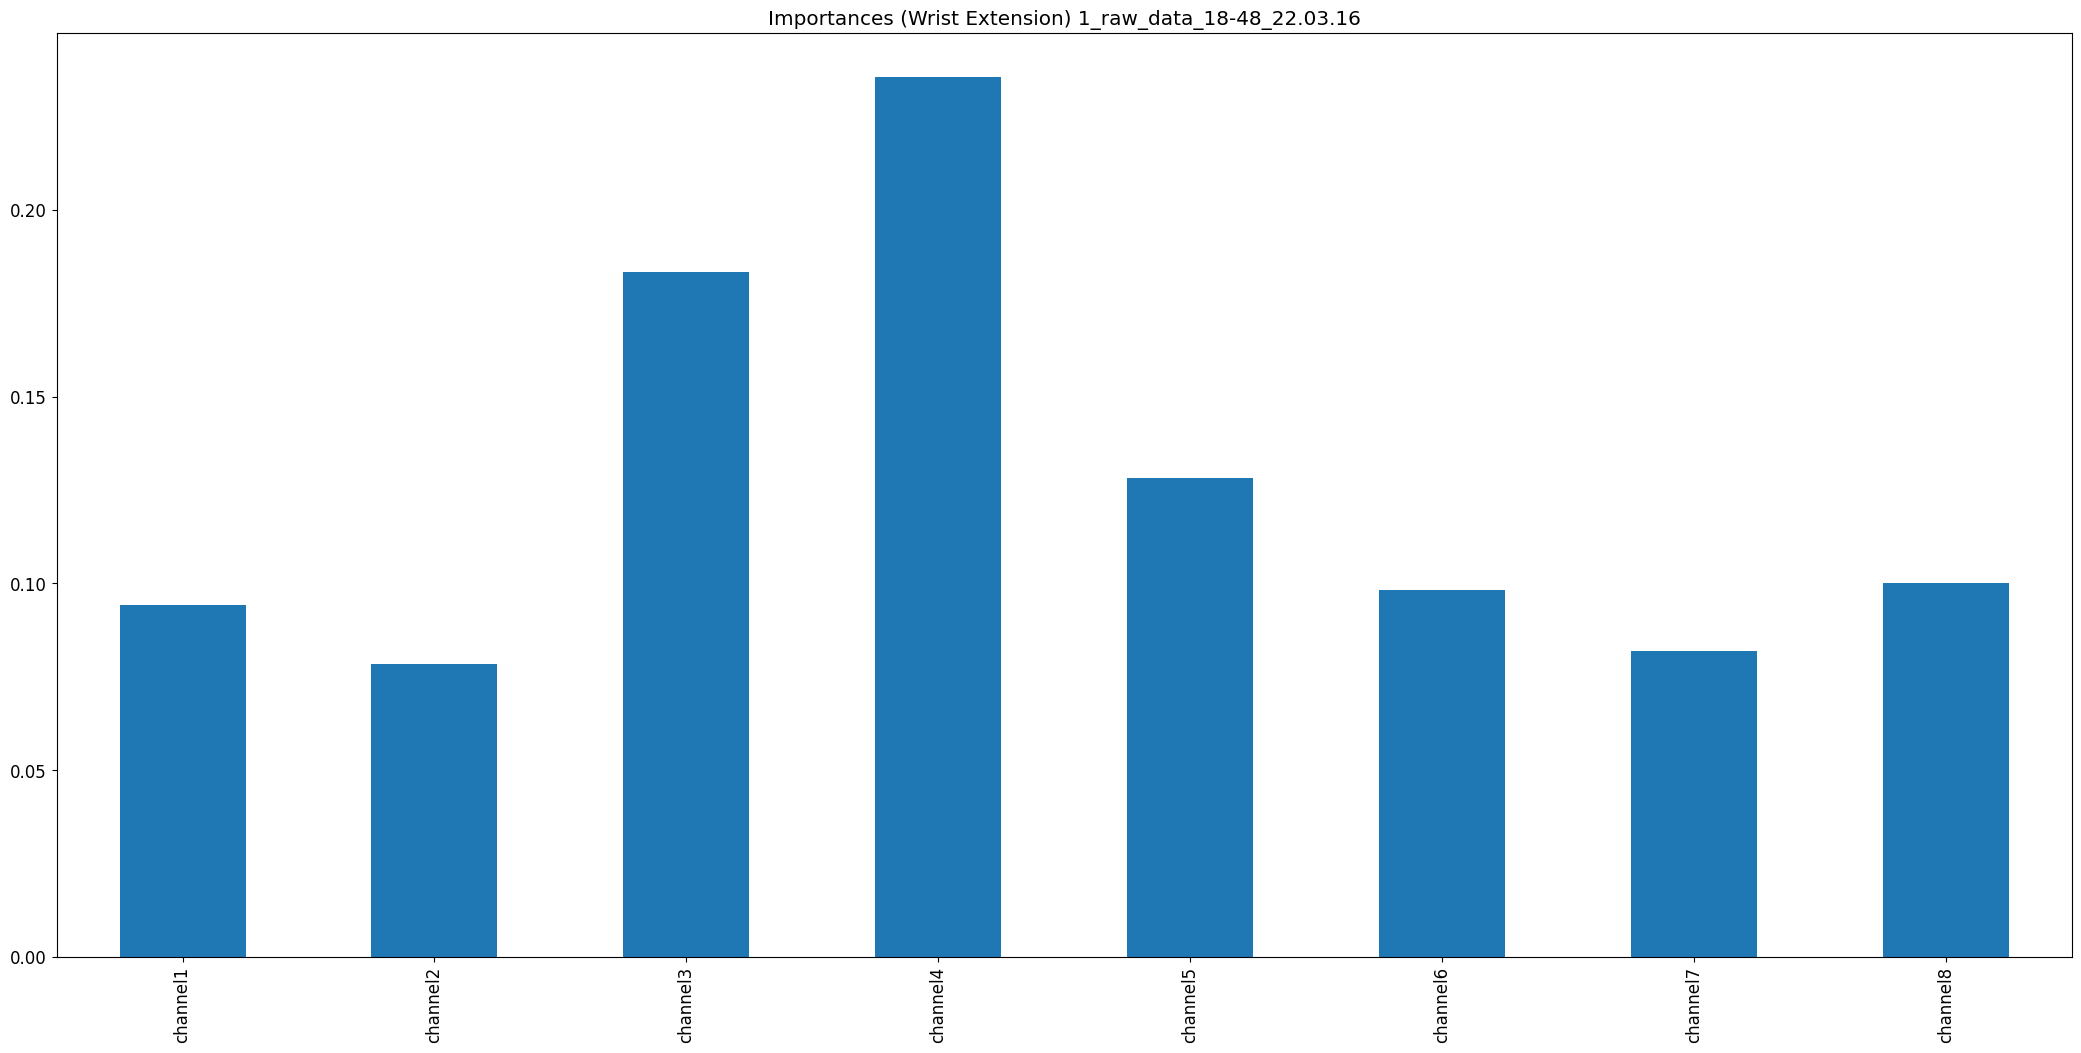 Importances (Wrist Extension) 1_raw_data_18-48_22.03.16
0.20
0.15
0.10
0.05
0.00
channel1
channel2
channel3
channel4
channel5
channel6
channel7
channel8